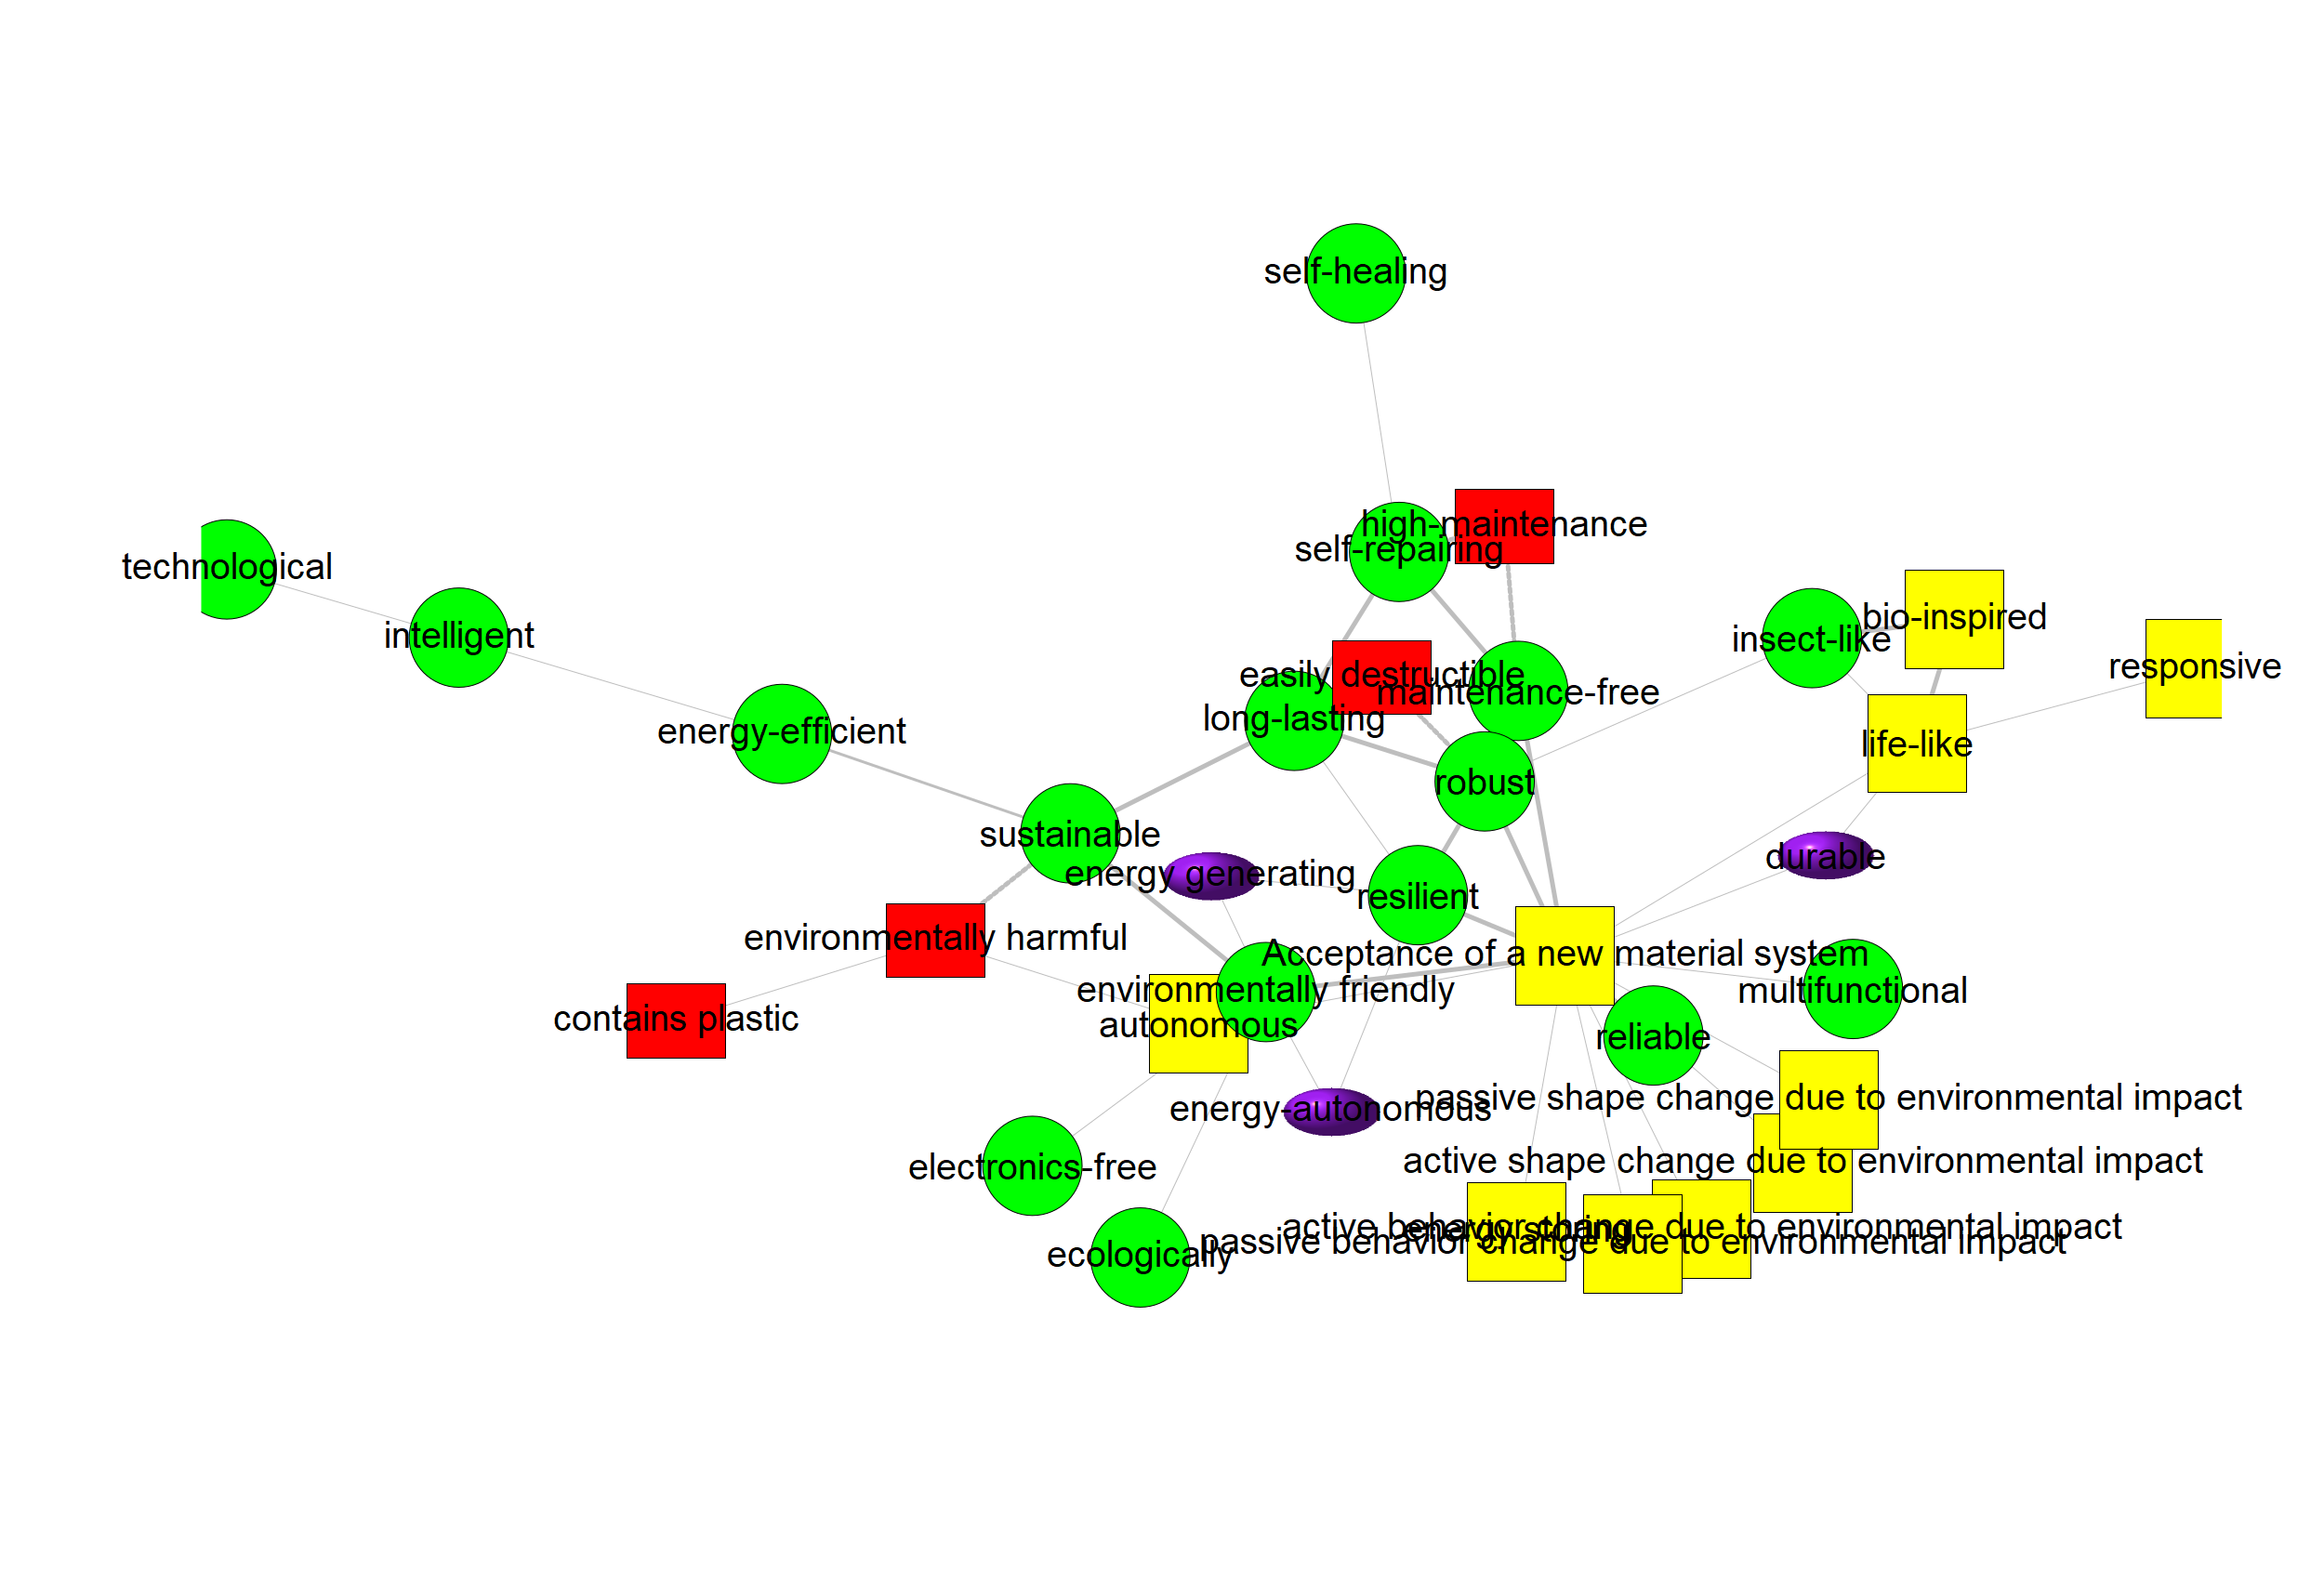 self-healing
high-maintenance
self-repairing
technological
bio-inspired
intelligent
insect-like
responsive
easily destructible
maintenance-free
long-lasting
energy-efficient
life-like
robust
sustainable
durable
energy generating
resilient
environmentally harmful
Acceptance of a new material system
environmentally friendly
multifunctional
contains plastic
autonomous
reliable
passive shape change due to environmental impact
energy-autonomous
active shape change due to environmental impact
electronics-free
active behavior change due to environmental impact
energy storing
passive behavior change due to environmental impact
ecologically